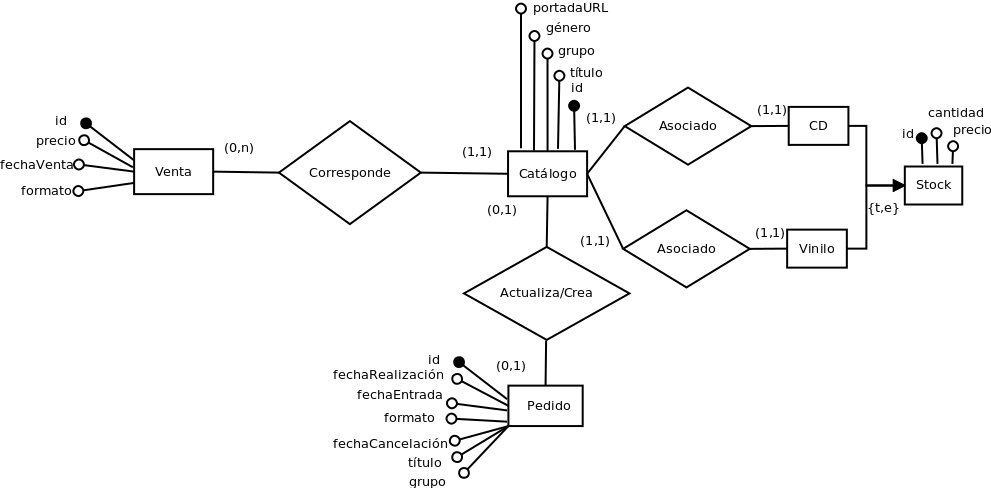 portadaURL
género
grupo
título
id
id
precio
fechaVenta
formato
Venta
(0,n)
Corresponde
(1,1)
Catálogo
(1,1)
Asociado
(1,1)
CD
cantidad
id
precio
Stock
{t,e}
(1,1)
Asociado
(1,1)
Vinilo
(0,1)
Actualiza/Crea
(0,1)
id
fechaRealización
fechaEntrada
formato
fechaCancelación
título
grupo
Pedido